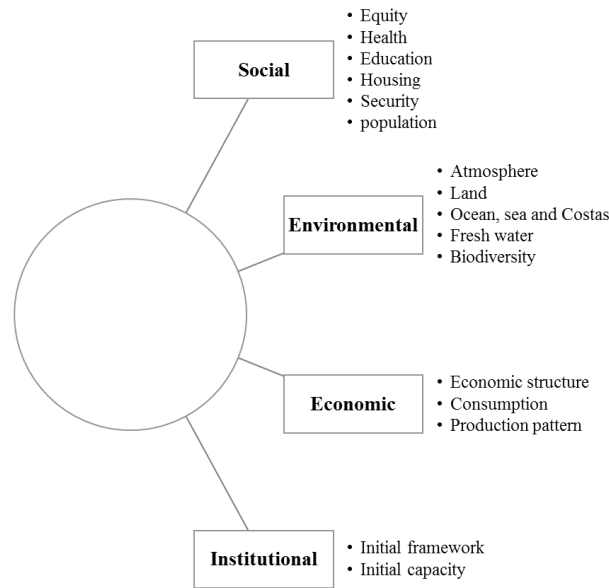 Social
• Equity
• Health
• Education
• Housing
• Security
• population
Environmental
• Atmosphere
• Land
• Ocean, sea and Costas
• Fresh water
• Biodiversity
Economic
• Economic structure
• Consumption
• Production pattern
Institutional
• Initial framework
• Initial capacity